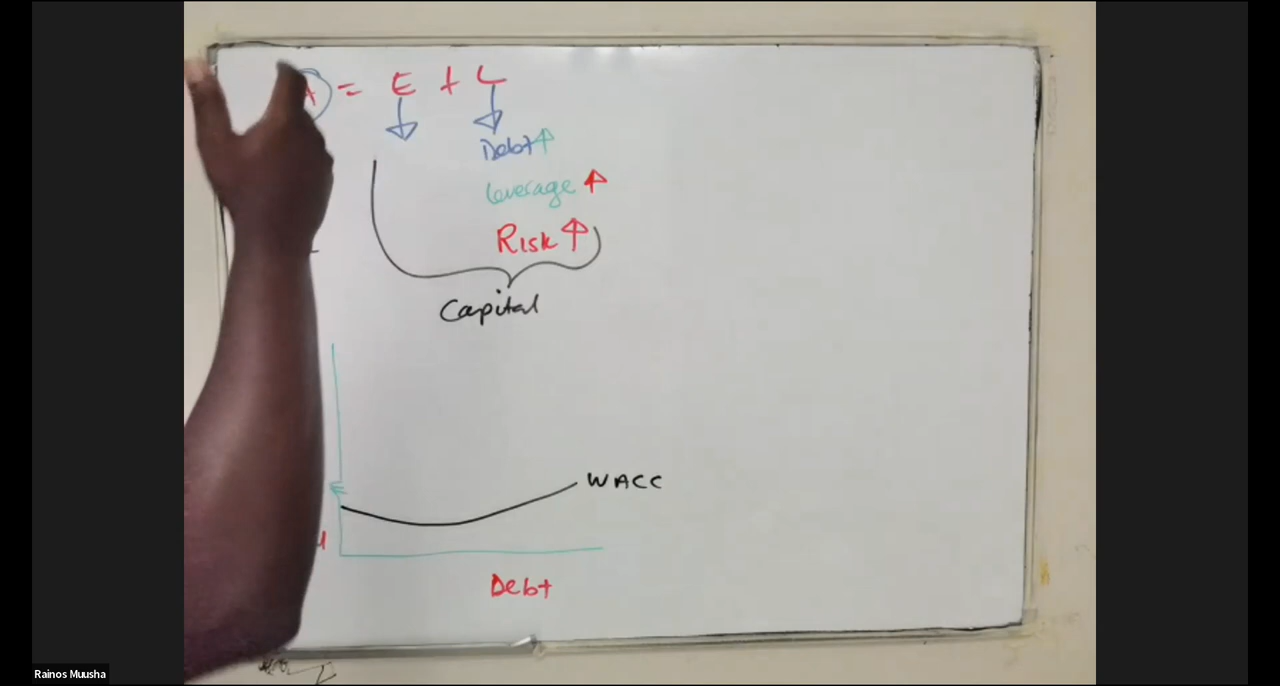 A = E + L
Debt
Leverage
Risk
Capital
WACC
Debt
Rainos Muusha